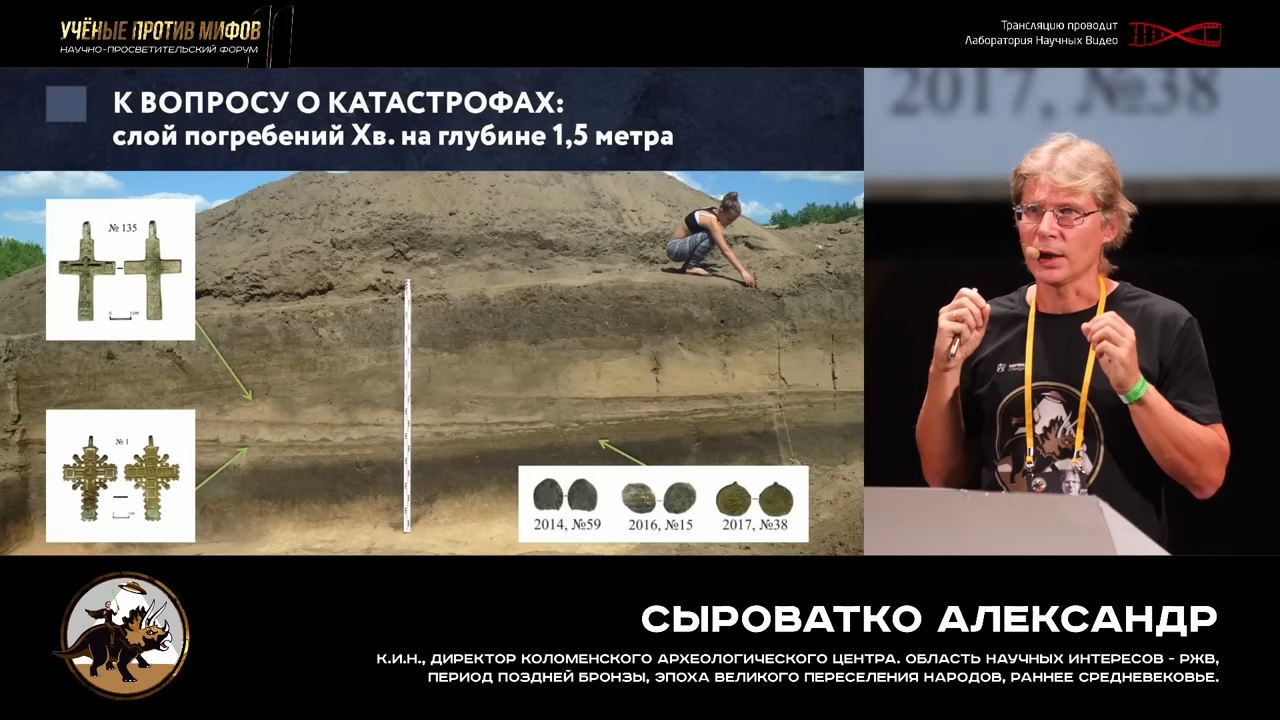 УЧЁНЫЕ ПРОТИВ МИФОВ
НАУЧНО-ПРОСВЕТИТЕЛЬСКИЙ ФОРУМ
11
Трансляцию проводит
Лаборатория Научных Видео
К ВОПРОСУ О КАТАСТРОФАХ:
слой погребений Xв. на глубине 1,5 метра
2017, №38
№ 135
№ 1
2014, №59
2016, №15
2017, №38
СЫРОВАТКО АЛЕКСАНДР
К.И.Н., ДИРЕКТОР КОЛОМЕНСКОГО АРХЕОЛОГИЧЕСКОГО ЦЕНТРА. ОБЛАСТЬ НАУЧНЫХ ИНТЕРЕСОВ - РЖВ,
ПЕРИОД ПОЗДНЕЙ БРОНЗЫ, ЭПОХА ВЕЛИКОГО ПЕРЕСЕЛЕНИЯ НАРОДОВ, РАННЕЕ СРЕДНЕВЕКОВЬЕ.